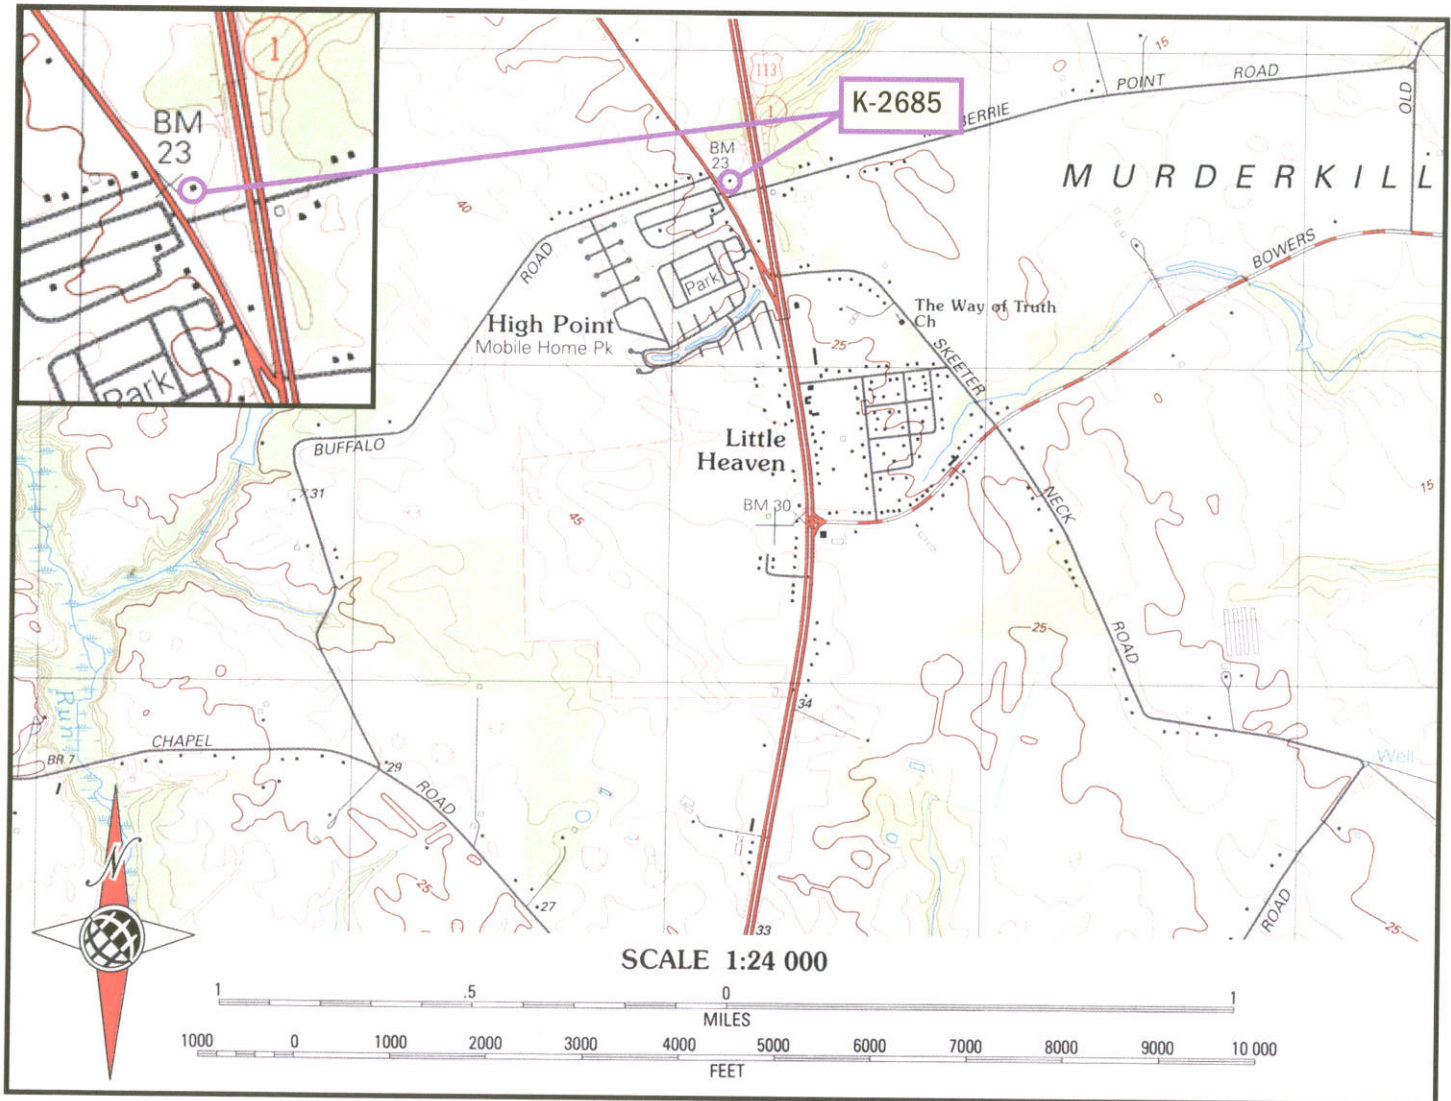 1
BM
23
Park
113
1
K-2685
BERRIE
POINT
ROAD
15
OLD
BM
23
MURDERKILL
40
ROAD
BOWERS
Park
The Way of Truth
Ch
High Point
Mobile Home Pk
25
SKEETER
BUFFALO
Little
Heaven
31
BM 30
NECK
45
15
ROAD
25
Run
34
CHAPEL
BR 7
29
ROAD
Well
25
27
33
ROAD
25
N
SCALE 1:24 000
1 .5 0 1
MILES
1000 0 1000 2000 3000 4000 5000 6000 7000 8000 9000 10 000
FEET